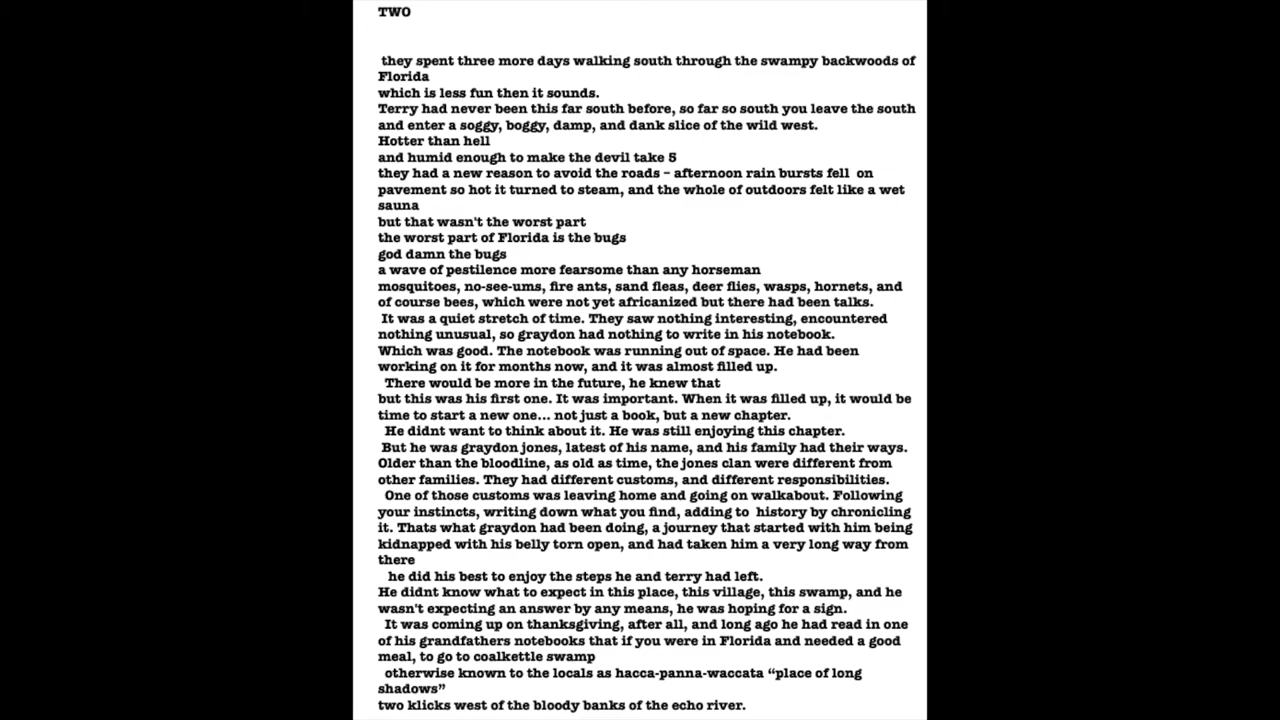 TWO
they spent three more days walking south through the swampy backwoods of
Florida
which is less fun then it sounds.
Terry had never been this far south before, so far so south you leave the south
and enter a soggy, boggy, damp, and dank slice of the wild west.
Hotter than hell
and humid enough to make the devil take 5
they had a new reason to avoid the roads – afternoon rain bursts fell on
pavement so hot it turned to steam, and the whole of outdoors felt like a wet
sauna
but that wasn't the worst part
the worst part of Florida is the bugs
god damn the bugs
a wave of pestilence more fearsome than any horseman
mosquitoes, no-see-ums, fire ants, sand fleas, deer flies, wasps, hornets, and
of course bees, which were not yet africanized but there had been talks.
It was a quiet stretch of time. They saw nothing interesting, encountered
nothing unusual, so graydon had nothing to write in his notebook.
Which was good. The notebook was running out of space. He had been
working on it for months now, and it was almost filled up.
There would be more in the future, he knew that
but this was his first one. It was important. When it was filled up, it would be
time to start a new one... not just a book, but a new chapter.
He didnt want to think about it. He was still enjoying this chapter.
But he was graydon jones, latest of his name, and his family had their ways.
Older than the bloodline, as old as time, the jones clan were different from
other families. They had different customs, and different responsibilities.
One of those customs was leaving home and going on walkabout. Following
your instincts, writing down what you find, adding to history by chronicling
it. Thats what graydon had been doing, a journey that started with him being
kidnapped with his belly torn open, and had taken him a very long way from
there
he did his best to enjoy the steps he and terry had left.
He didnt know what to expect in this place, this village, this swamp, and he
wasn't expecting an answer by any means, he was hoping for a sign.
It was coming up on thanksgiving, after all, and long ago he had read in one
of his grandfathers notebooks that if you were in Florida and needed a good
meal, to go to coalkettle swamp
otherwise known to the locals as hacca-panna-waccata “place of long
shadows”
two klicks west of the bloody banks of the echo river.